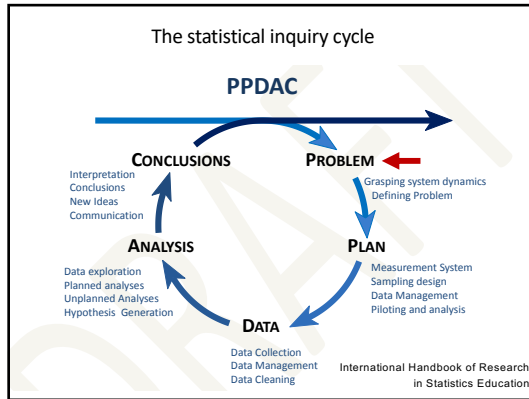 The statistical inquiry cycle
PPDAC
CONCLUSIONS
Interpretation
Conclusions
New Ideas
Communication
PROBLEM
Grasping system dynamics
Defining Problem
ANALYSIS
Data exploration
Planned analyses
Unplanned Analyses
Hypothesis Generation
PLAN
Measurement System
Sampling design
Data Management
Piloting and analysis
DATA
Data Collection
Data Management
Data Cleaning
International Handbook of Research
in Statistics Education
DRAFT